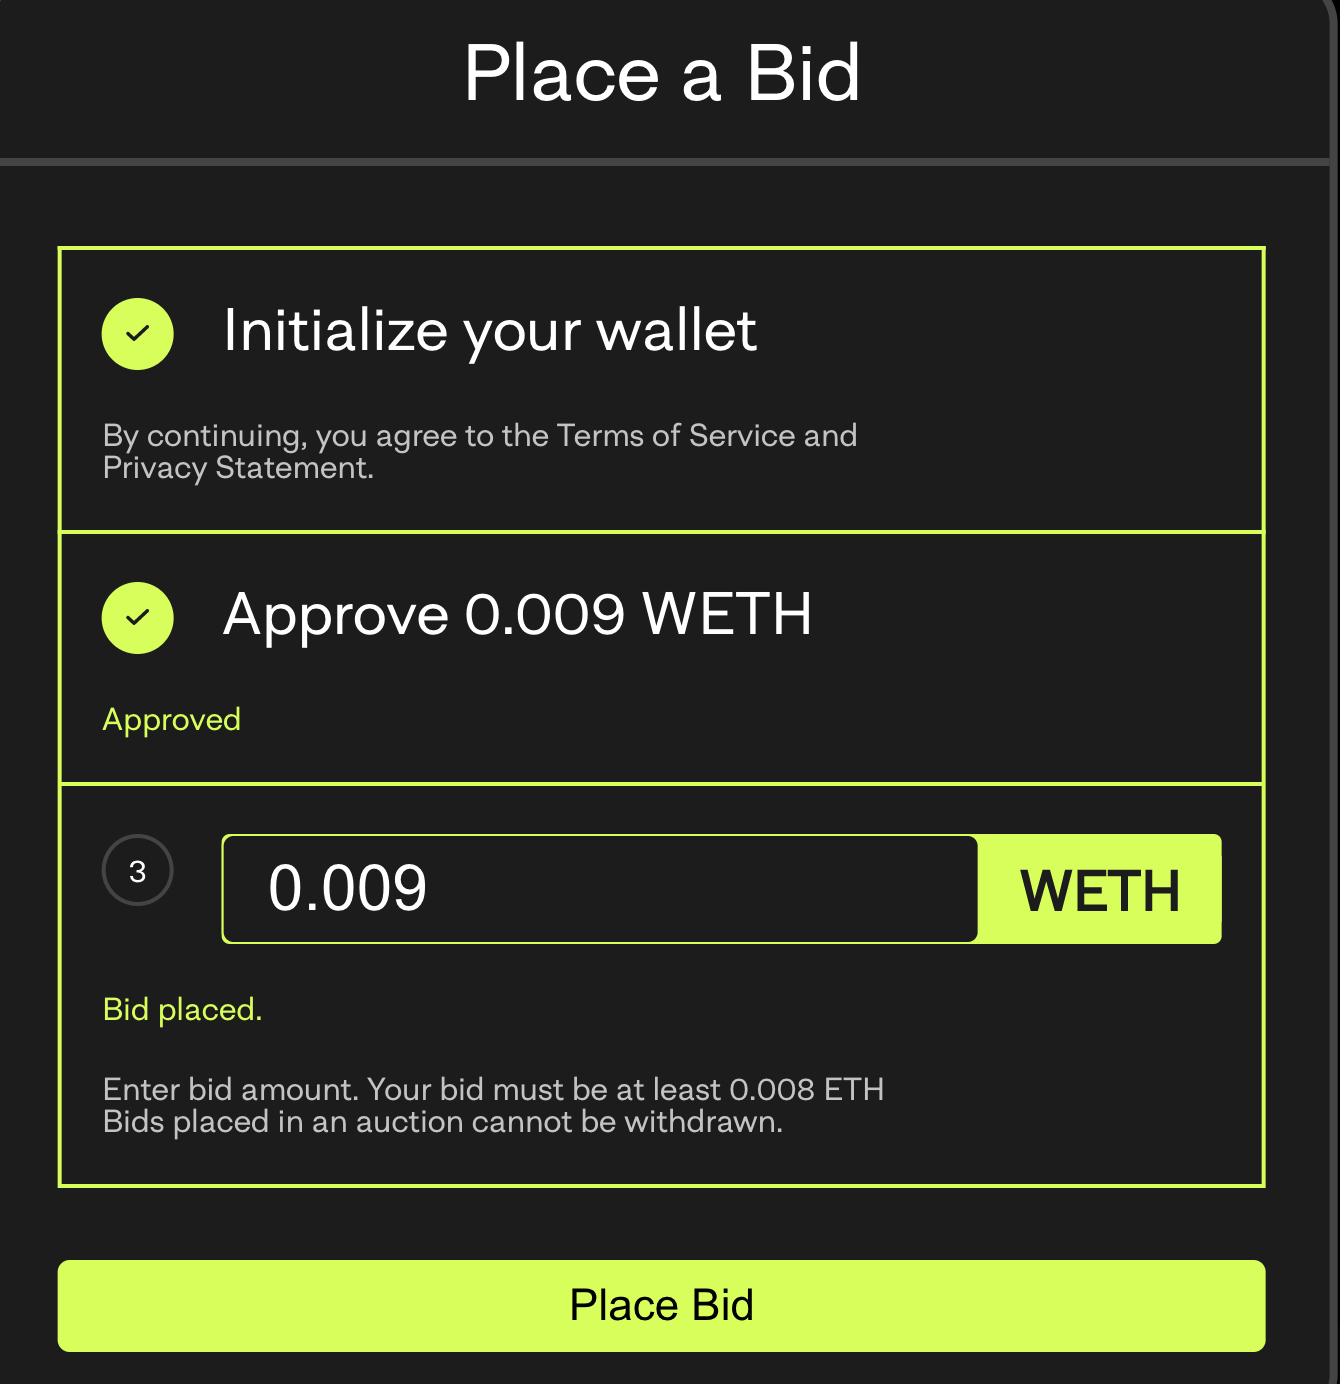 Place a Bid
Initialize your wallet
By continuing, you agree to the Terms of Service and
Privacy Statement.
Approve 0.009 WETH
Approved
3
0.009
WETH
Bid placed.
Enter bid amount. Your bid must be at least 0.008 ETH
Bids placed in an auction cannot be withdrawn.
Place Bid